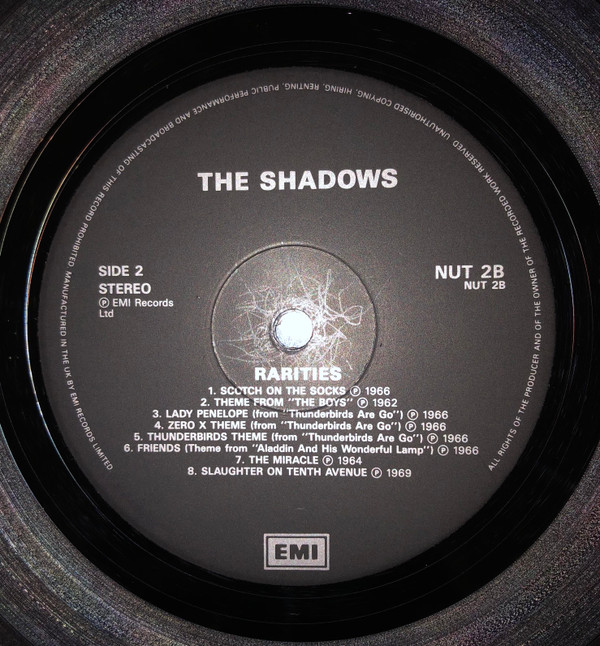 ALL RIGHTS OF THE PRODUCER AND OF THE OWNER OF THE RECORDED WORK RESERVED UNAUTHORISED COPYING, HIRING, RENTING, PUBLIC PERFORMANCE AND BROADCASTING OF THIS RECORD PROHIBITED MANUFACTURED IN THE UK BY EMI RECORDS LIMITED
THE SHADOWS
SIDE 2
STEREO
Ⓟ EMI Records
Ltd
NUT 2B
NUT 2B
RARITIES
1. SCOTCH ON THE SOCKS Ⓟ 1966
2. THEME FROM "THE BOYS" Ⓟ 1962
3. LADY PENELOPE (from "Thunderbirds Are Go") Ⓟ 1966
4. ZERO X THEME (from "Thunderbirds Are Go") Ⓟ 1966
5. THUNDERBIRDS THEME (from "Thunderbirds Are Go") Ⓟ 1966
6. FRIENDS (Theme from "Aladdin And His Wonderful Lamp") Ⓟ 1966
7. THE MIRACLE Ⓟ 1964
8. SLAUGHTER ON TENTH AVENUE Ⓟ 1969
EMI